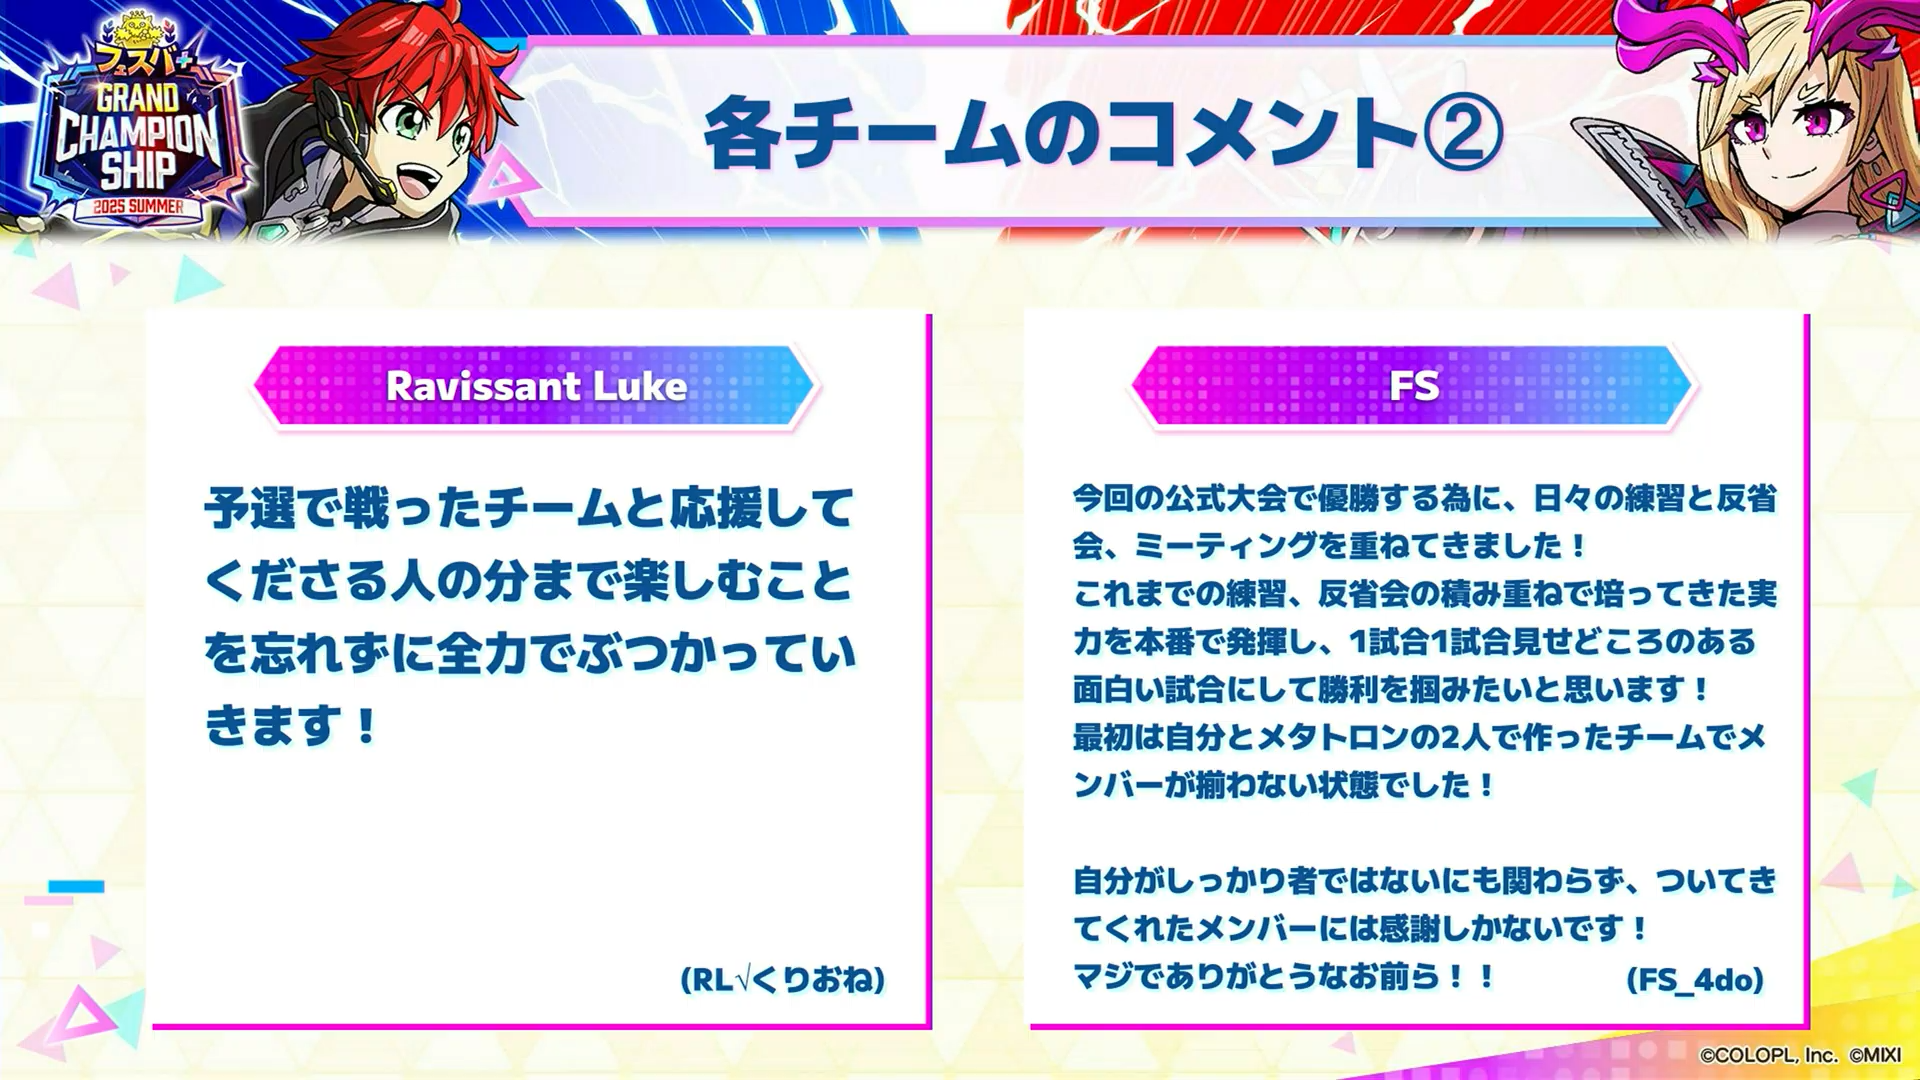 フェスバ+
GRAND
CHAMPION
SHIP
2025 SUMMER
各チームのコメント②
Ravissant Luke
予選で戦ったチームと応援して
くださる人の分まで楽しむこと
を忘れずに全力でぶつかってい
きます！
(RL√くりおね)
FS
今回の公式大会で優勝する為に、日々の練習と反省
会、ミーティングを重ねてきました！
これまでの練習、反省会の積み重ねで培ってきた実
力を本番で発揮し、1試合1試合見せどころのある
面白い試合にして勝利を掴みたいと思います！
最初は自分とメタトロンの2人で作ったチームでメ
ンバーが揃わない状態でした！
自分がしっかり者ではないにも関わらず、ついてき
てくれたメンバーには感謝しかないです！
マジでありがとうなお前ら！！
(FS_4do)
©COLOPL, Inc. ©MIXI